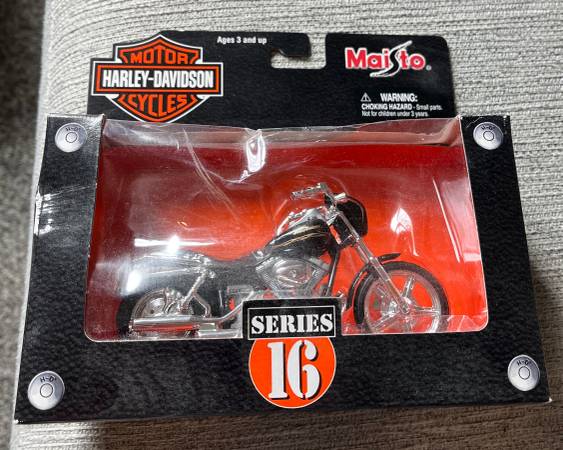 MOTOR
HARLEY-DAVIDSON
CYCLES
Ages 3 and up
Maisto®
WARNING:
CHOKING HAZARD - Small parts.
Not for children under 3 years.
H-D
H-D
SERIES
16
H-D
H-D